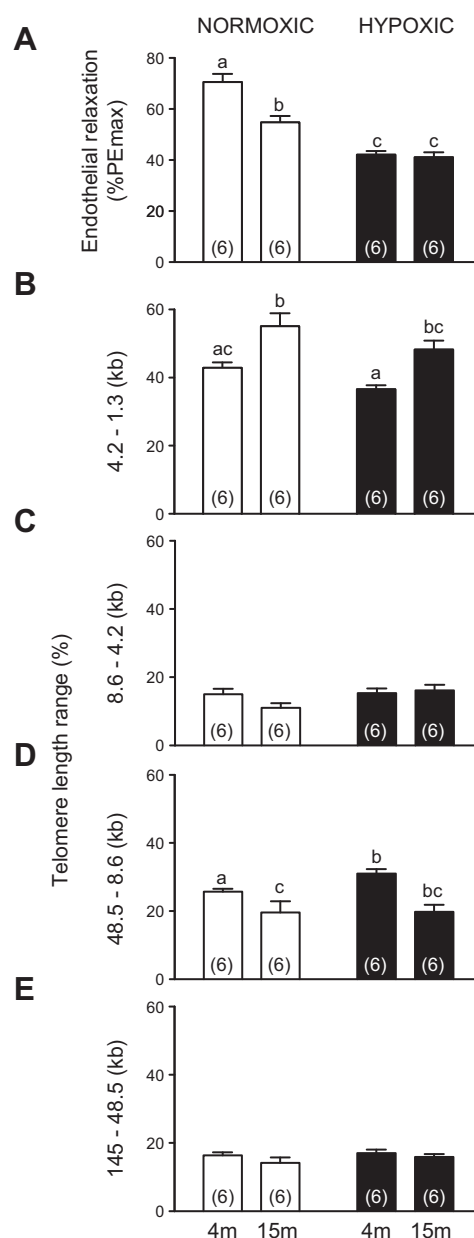 NORMOXIC HYPOXIC
A
Endothelial relaxation
(%PEmax)
80
60
40
20
0
a b c c
(6) (6) (6) (6)
B
4.2 - 1.3 (kb)
60
40
20
0
ac b a bc
(6) (6) (6) (6)
Telomere length range (%)
C
8.6 - 4.2 (kb)
60
40
20
0
(6) (6) (6) (6)
D
48.5 - 8.6 (kb)
60
40
20
0
a c b bc
(6) (6) (6) (6)
E
145 - 48.5 (kb)
60
40
20
0
(6) (6) (6) (6)
4m 15m 4m 15m